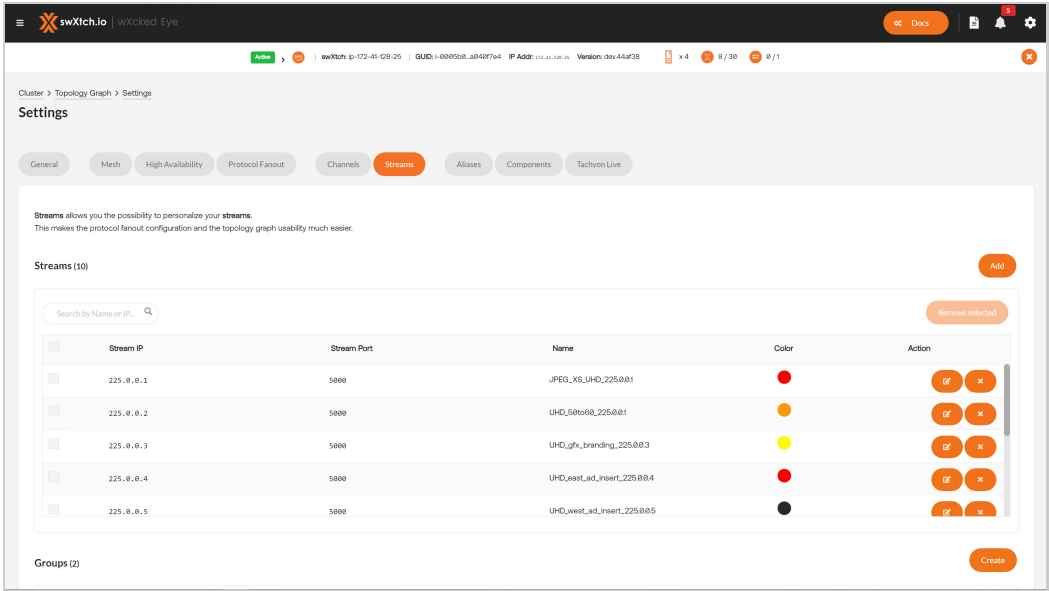 swXtch.io | wXcked Eye
Docs
5
Active
swXtch: ip-172-41-128-25 | GUID: i-0005b0...a040f7e4 IP Addr: 172.41.128.25 Version: dev.44af38 x 4 8 / 30 0 / 1
Cluster > Topology Graph > Settings
Settings
General Mesh High Availability Protocol Fanout Channels Streams Aliases Components Tachyon Live
Streams allows you the possibility to personalize your streams.
This makes the protocol fanout configuration and the topology graph usability much easier.
Streams (10)
Add
Search by Name or IP...
Remove selected
Stream IP Stream Port Name Color Action
225.0.0.1 5000 JPEG_XS_UHD_225.0.0.1
225.0.0.2 5000 UHD_50to60_225.0.0.1
225.0.0.3 5000 UHD_gfx_branding_225.0.0.3
225.0.0.4 5000 UHD_east_ad_insert_225.0.0.4
225.0.0.5 5000 UHD_west_ad_insert_225.0.0.5
Groups (2)
Create